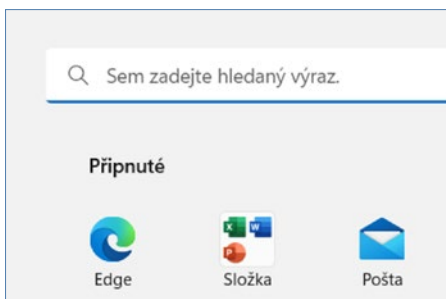 Sem zadejte hledaný výraz.
Připnuté
X W
P
Edge Složka Pošta